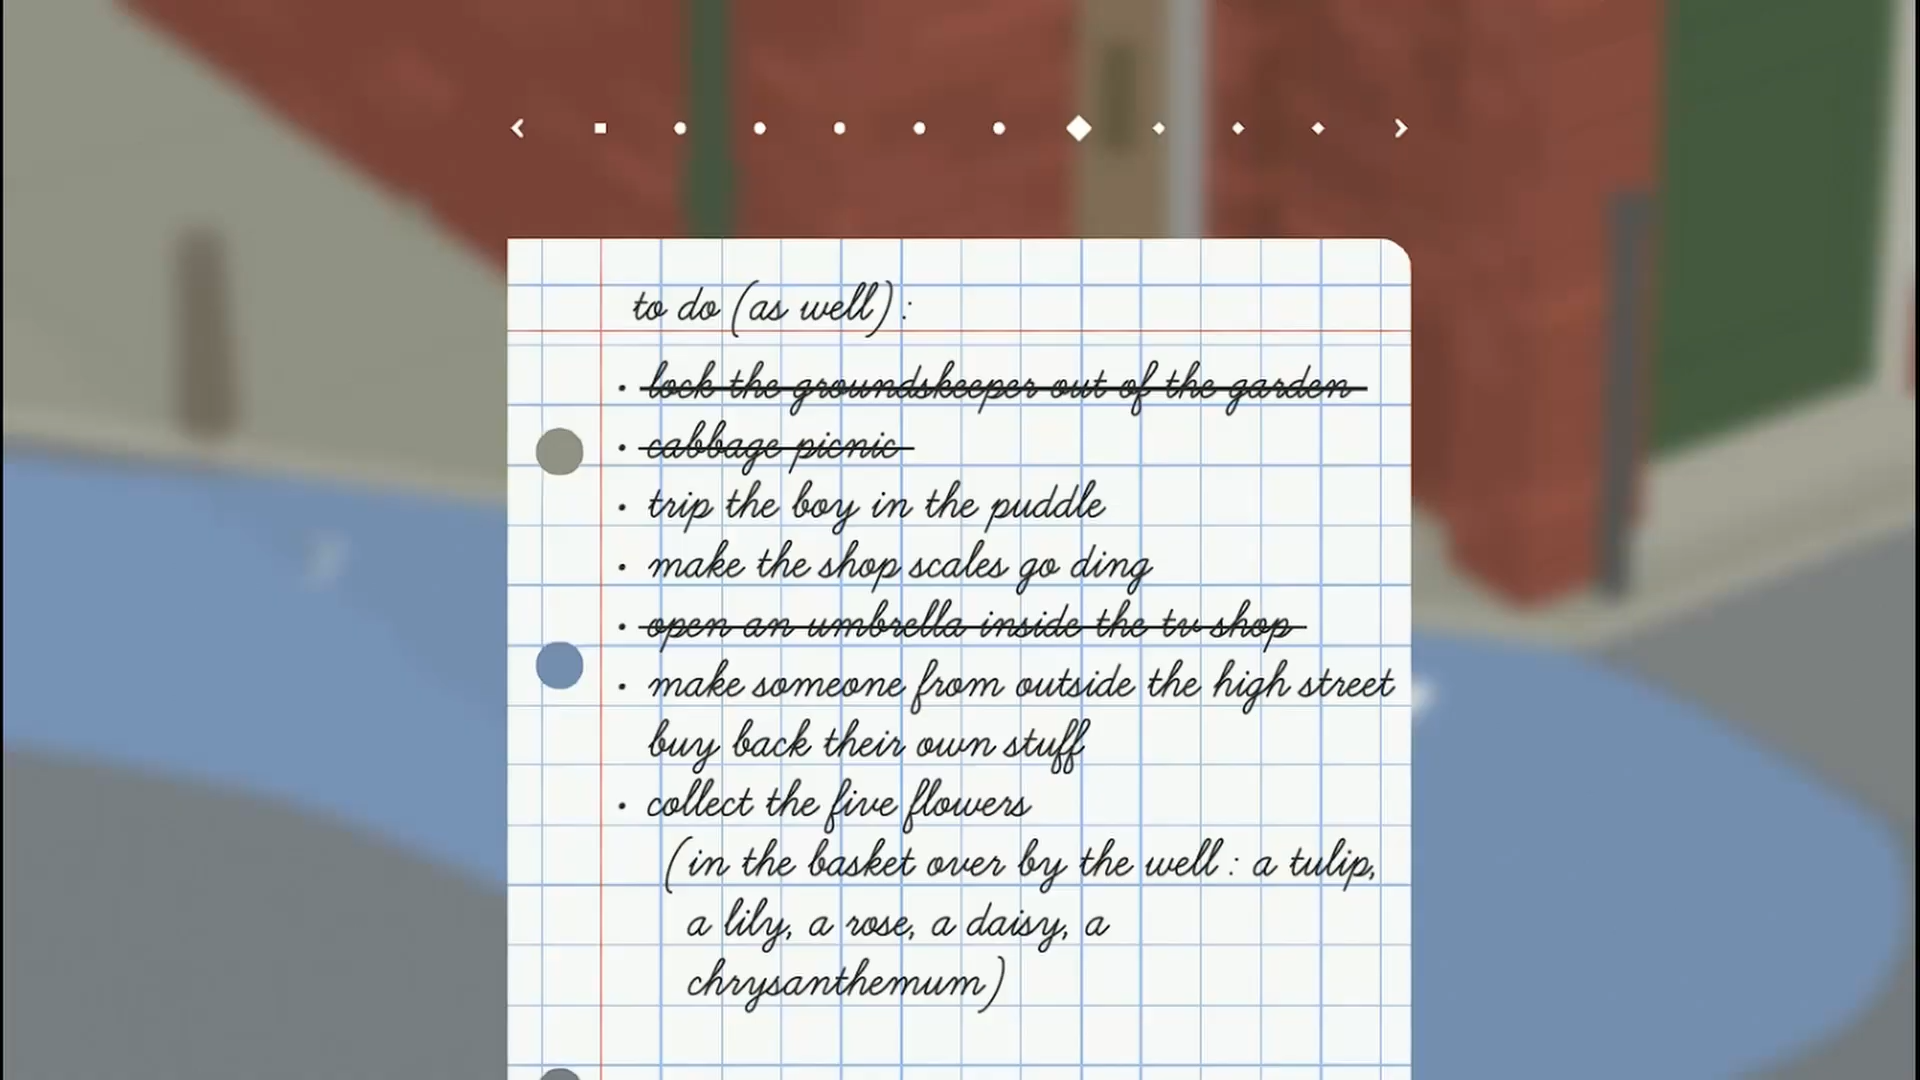 to do (as well):
• lock the groundskeeper out of the garden
• cabbage picnic
• trip the boy in the puddle
• make the shop scales go ding
• open an umbrella inside the tv shop
• make someone from outside the high street
buy back their own stuff
• collect the five flowers
(in the basket over by the well: a tulip,
a lily, a rose, a daisy, a
chrysanthemum)